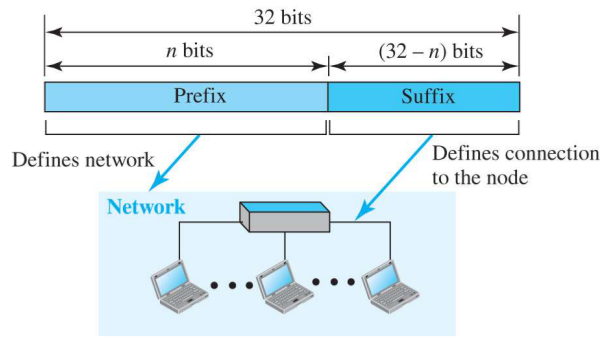 32 bits
n bits
(32 – n) bits
Prefix
Suffix
Defines network
Defines connection
to the node
Network